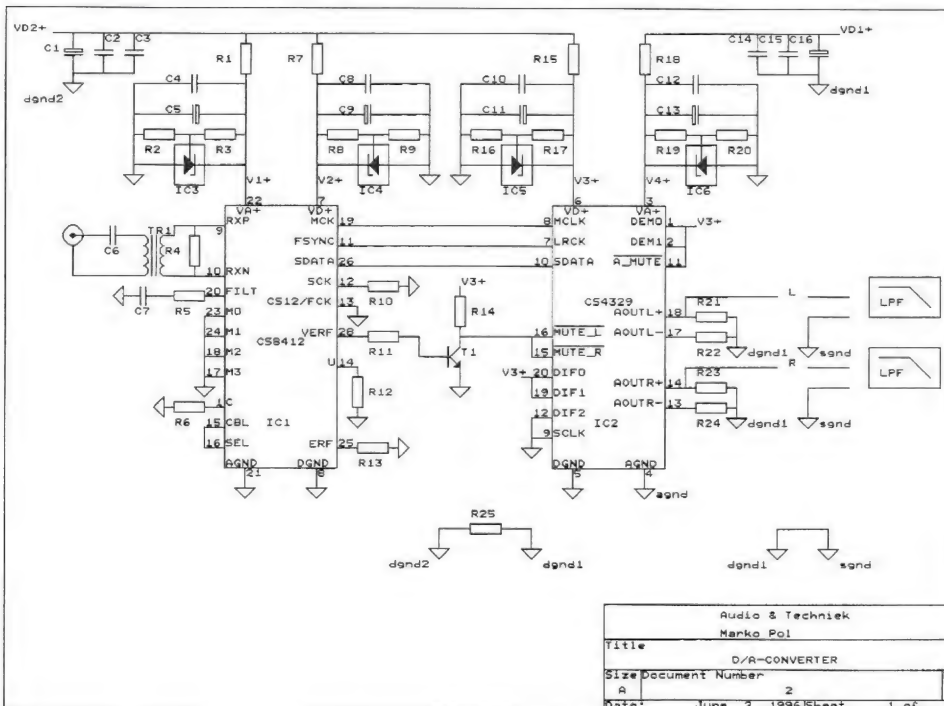 VD2+
C1
C2
C3
dgnd2
R1
R7
R15
R18
C14
C15
C16
VD1+
dgnd1
C4
C5
R2
R3
IC3
C8
C9
R8
R9
IC4
C10
C11
R16
R17
IC5
C12
C13
R19
R20
IC6
V1+
V2+
V3+
V4+
22
7
6
3
VA+
VD+
VD+
VA+
C6
TR1
R4
9
RXP
10
RXN
C7
R5
20
FILT
23
M0
24
M1
18
M2
17
M3
R6
1
C
15
CBL
16
SEL
AGND
21
DGND
8
CS8412
IC1
MCK
19
FSYNC
11
SDATA
26
SCK
12
R10
CS12/FCK
13
VERF
28
R11
U
14
R12
ERF
25
R13
V3+
R14
T1
8
MCLK
7
LRCK
10
SDATA
CS4329
16
MUTE_L
15
MUTE_R
V3+
20
DIF0
19
DIF1
12
DIF2
9
SCLK
IC2
DGND
5
AGND
4
agnd
DEM0
1
V3+
DEM1
2
A_MUTE
11
AOUTL+
18
R21
AOUTL-
17
R22
dgnd1
L
sgnd
LPF
AOUTR+
14
R23
AOUTR-
13
R24
dgnd1
R
sgnd
LPF
R25
dgnd2
dgnd1
dgnd1
sgnd
Audio & Techniek
Marko Pol
Title
D/A-CONVERTER
Size
Document Number
A
2
Date: June 2, 1996 Sheet 1 of